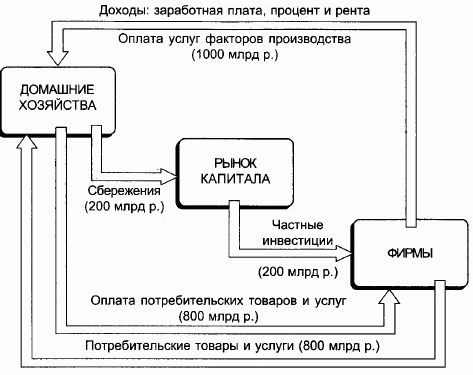 Доходы: заработная плата, процент и рента
Оплата услуг факторов производства
(1000 млрд р.)
ДОМАШНИЕ
ХОЗЯЙСТВА
РЫНОК
КАПИТАЛА
Сбережения
(200 млрд р.)
Частные
инвестиции
(200 млрд р.)
ФИРМЫ
Оплата потребительских товаров и услуг
(800 млрд р.)
Потребительские товары и услуги (800 млрд р.)